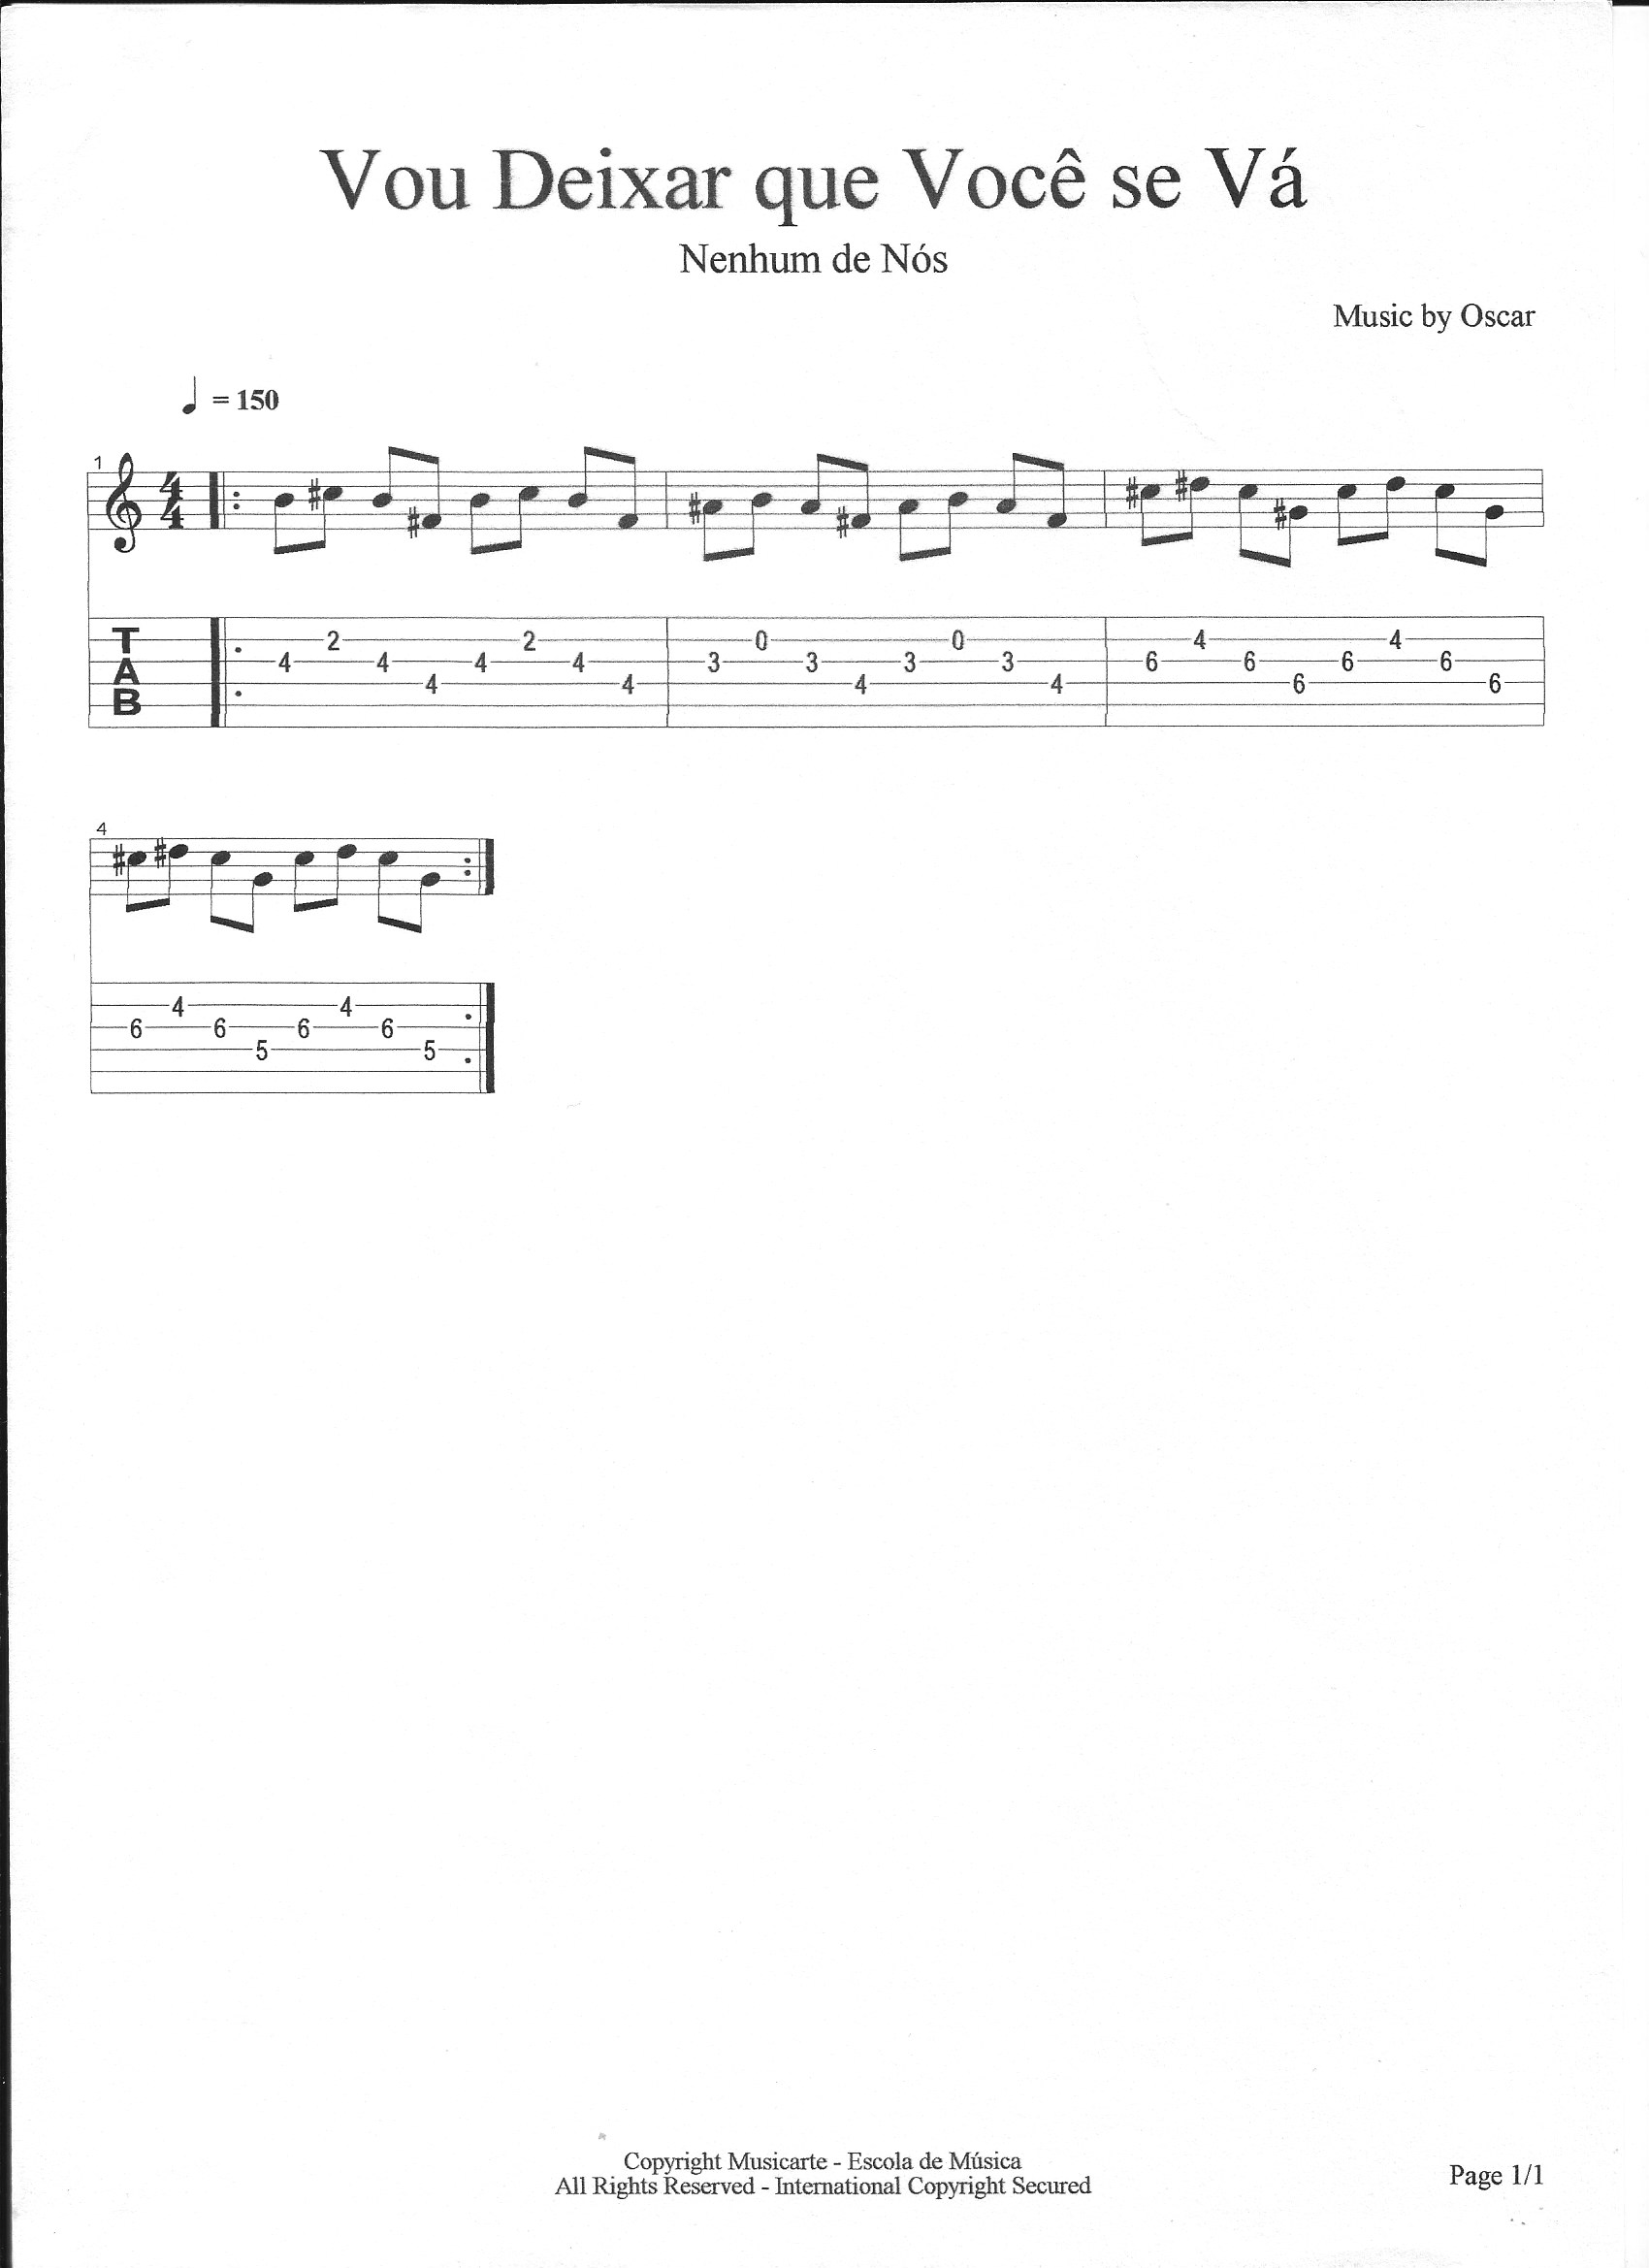 Vou Deixar que Você se Vá
Nenhum de Nós
Music by Oscar
= 150
1
4
4
T
A
B
4 2 4 4 4 2 4 4 3 0 3 4 3 0 3 4 6 4 6 6 6 4 6 6
4
6 4 6 5 6 4 6 5
Copyright Musicarte - Escola de Música
All Rights Reserved - International Copyright Secured
Page 1/1